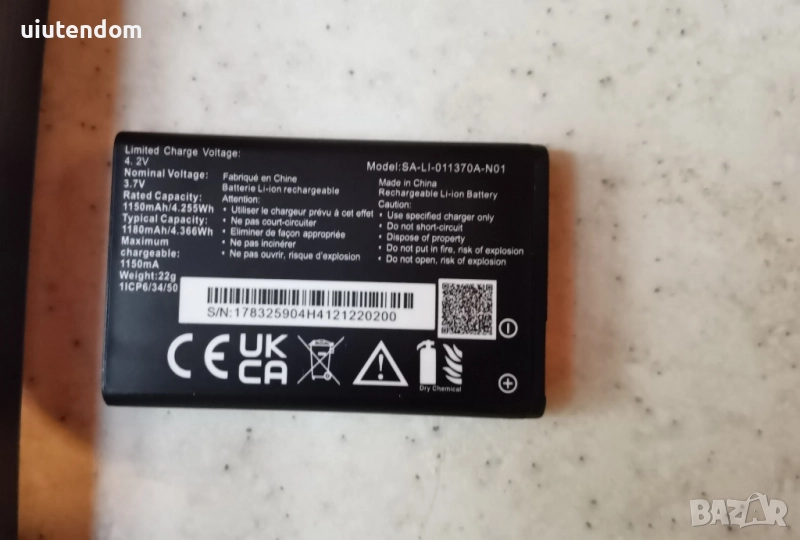 uiutendom
Limited Charge Voltage:
4. 2V
Nominal Voltage:
3.7V
Rated Capacity:
1150mAh/4.255Wh
Typical Capacity:
1180mAh/4.366Wh
Maximum
chargeable:
1150mA
Weight:22g
1ICP6/34/50
Fabriqué en Chine
Batterie Li-ion rechargeable
Attention:
• Utiliser le chargeur prévu à cet effet
• Ne pas court-circuiter
• Eliminer de façon appropriée
• Ne pas incinérer
• Ne pas ouvrir, risque d'explosion
Model:SA-LI-011370A-N01
Made in China
Rechargeable Li-ion Battery
Caution:
• Use specified charger only
• Do not short-circuit
• Dispose of property
• Do not put in fire, risk of explosion
• Do not open, risk of explosion
S/N:178325904H4121220200
CE
UK
CA
Dry Chemical
BAZAR